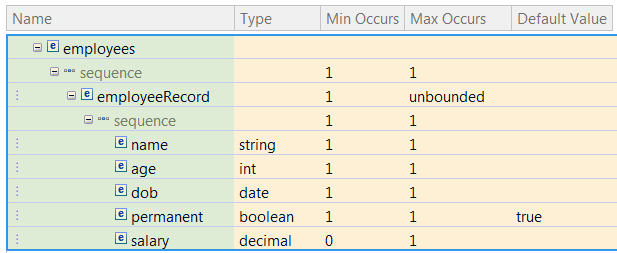 Name Type Min Occurs Max Occurs Default Value
e employees
sequence 1 1
e employeeRecord 1 unbounded
sequence 1 1
e name string 1 1
e age int 1 1
e dob date 1 1
e permanent boolean 1 1 true
e salary decimal 0 1